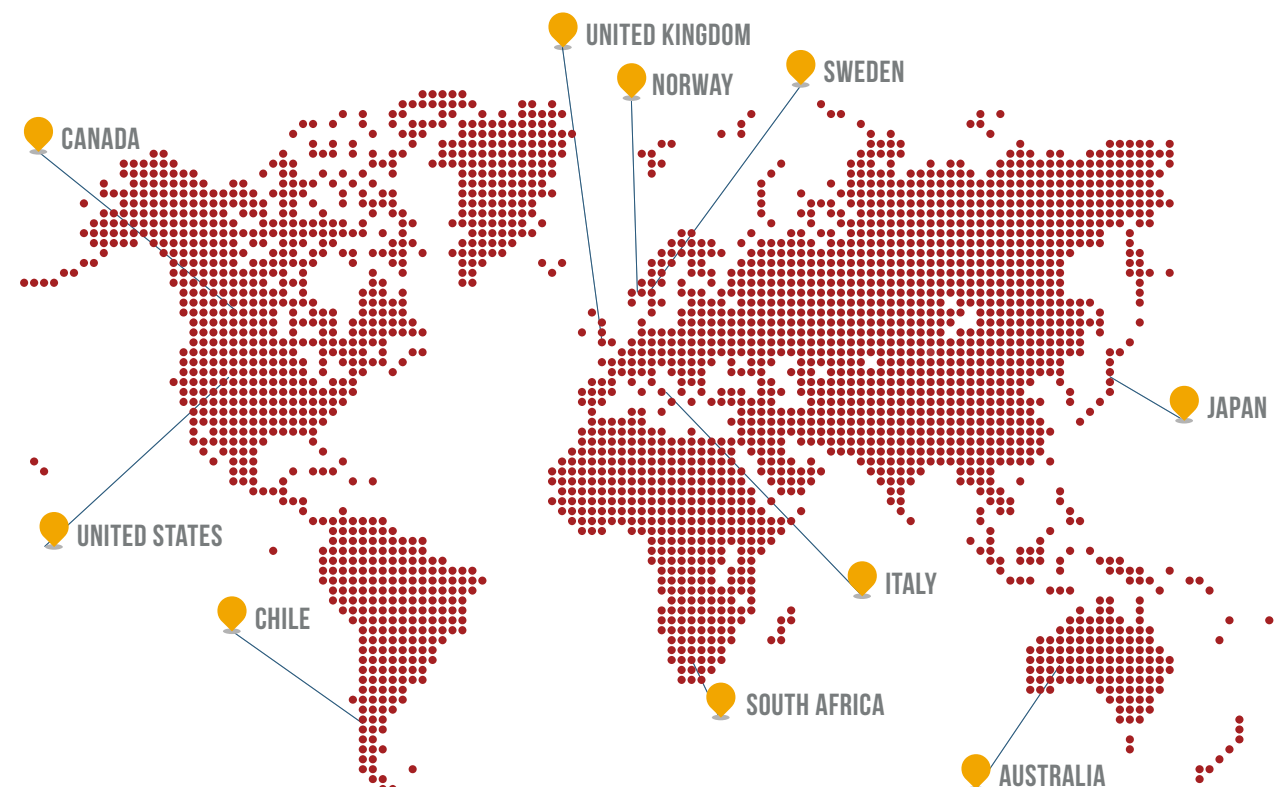 UNITED KINGDOM
SWEDEN
NORWAY
CANADA
JAPAN
UNITED STATES
ITALY
CHILE
SOUTH AFRICA
AUSTRALIA